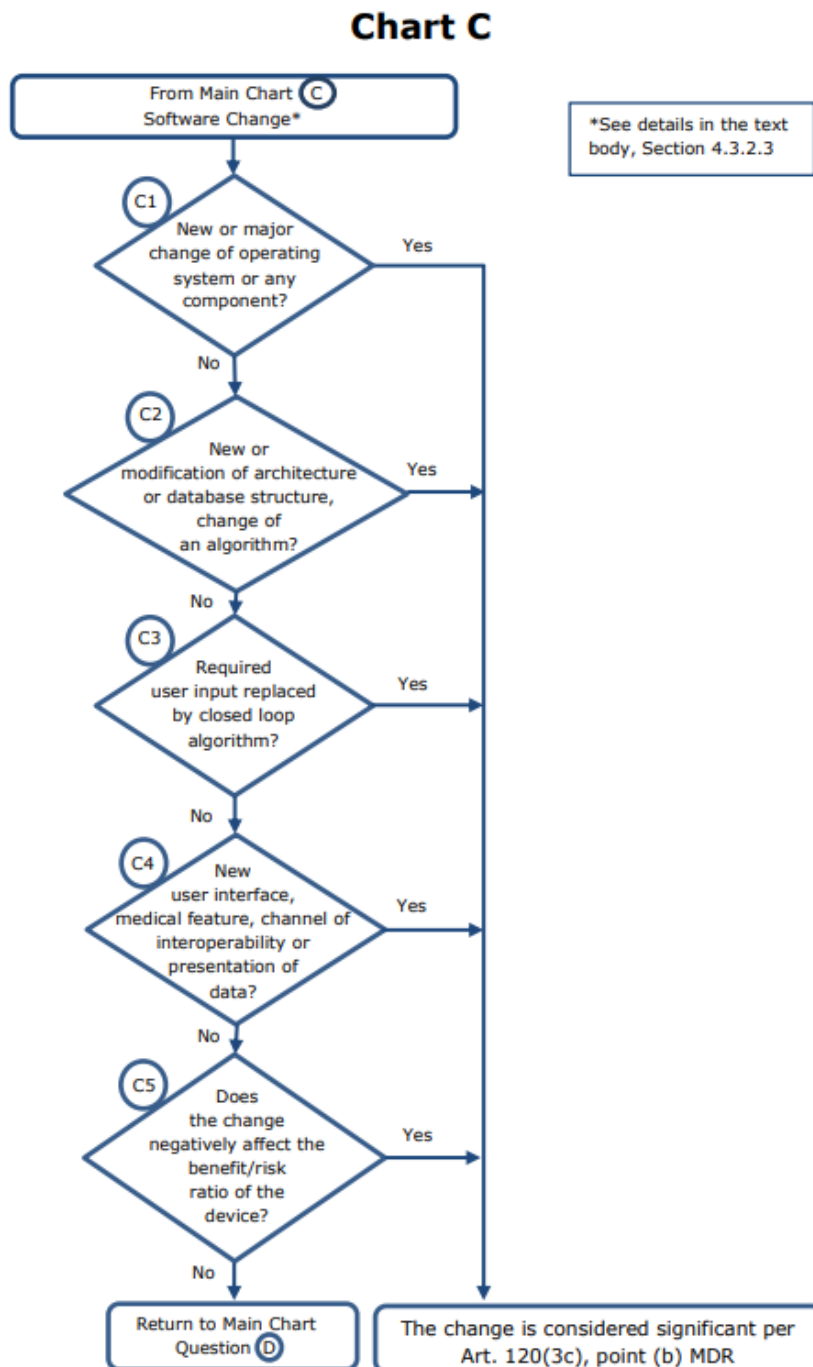 Chart C
From Main Chart C
Software Change*
*See details in the text
body, Section 4.3.2.3
C1
New or major
change of operating
system or any
component?
Yes
No
C2
New or
modification of architecture
or database structure,
change of
an algorithm?
Yes
No
C3
Required
user input replaced
by closed loop
algorithm?
Yes
No
C4
New
user interface,
medical feature, channel of
interoperability or
presentation of
data?
Yes
No
C5
Does
the change
negatively affect the
benefit/risk
ratio of the
device?
Yes
No
Return to Main Chart
Question D
The change is considered significant per
Art. 120(3c), point (b) MDR